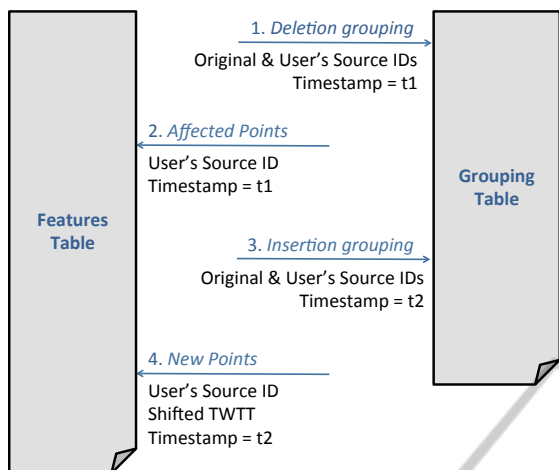 1. Deletion grouping
Original & User's Source IDs
Timestamp = t1
2. Affected Points
User's Source ID
Timestamp = t1
Features
Table
Grouping
Table
3. Insertion grouping
Original & User's Source IDs
Timestamp = t2
4. New Points
User's Source ID
Shifted TWTT
Timestamp = t2